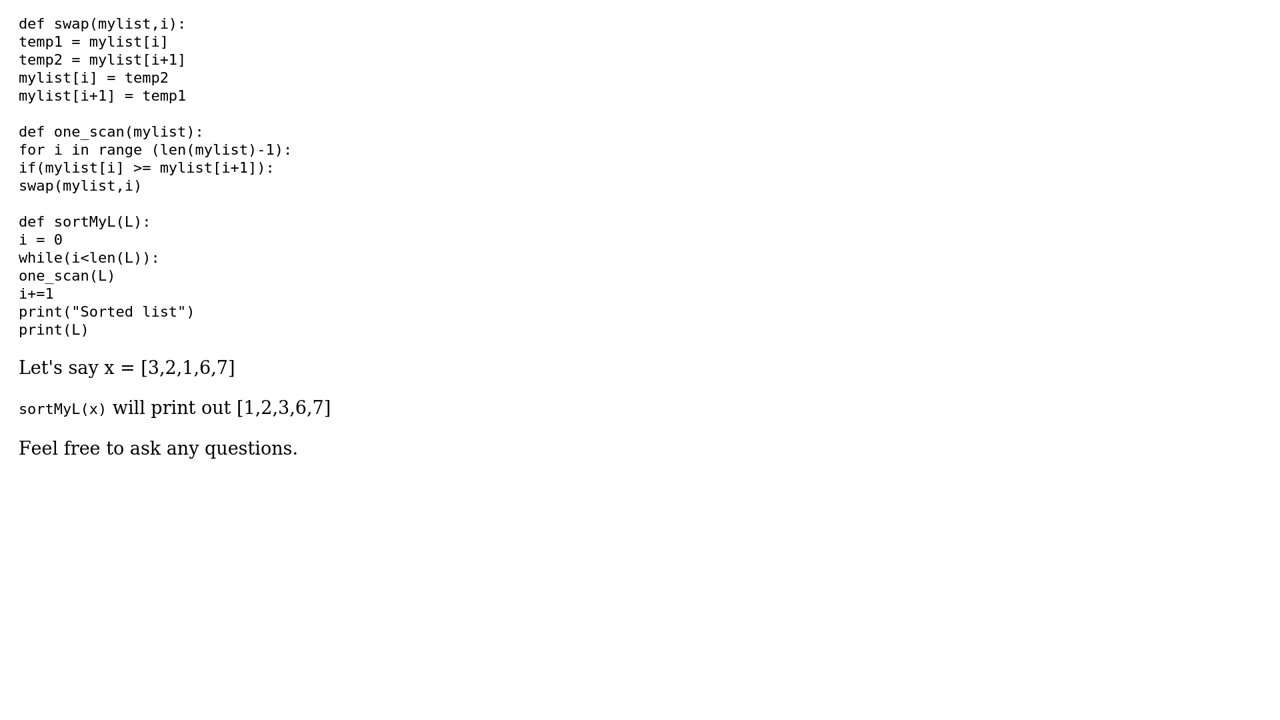 def swap(mylist,i):
temp1 = mylist[i]
temp2 = mylist[i+1]
mylist[i] = temp2
mylist[i+1] = temp1

def one_scan(mylist):
for i in range (len(mylist)-1):
if(mylist[i] >= mylist[i+1]):
swap(mylist,i)

def sortMyL(L):
i = 0
while(i<len(L)):
one_scan(L)
i+=1
print("Sorted list")
print(L)
Let's say x = [3,2,1,6,7]
sortMyL(x) will print out [1,2,3,6,7]
Feel free to ask any questions.